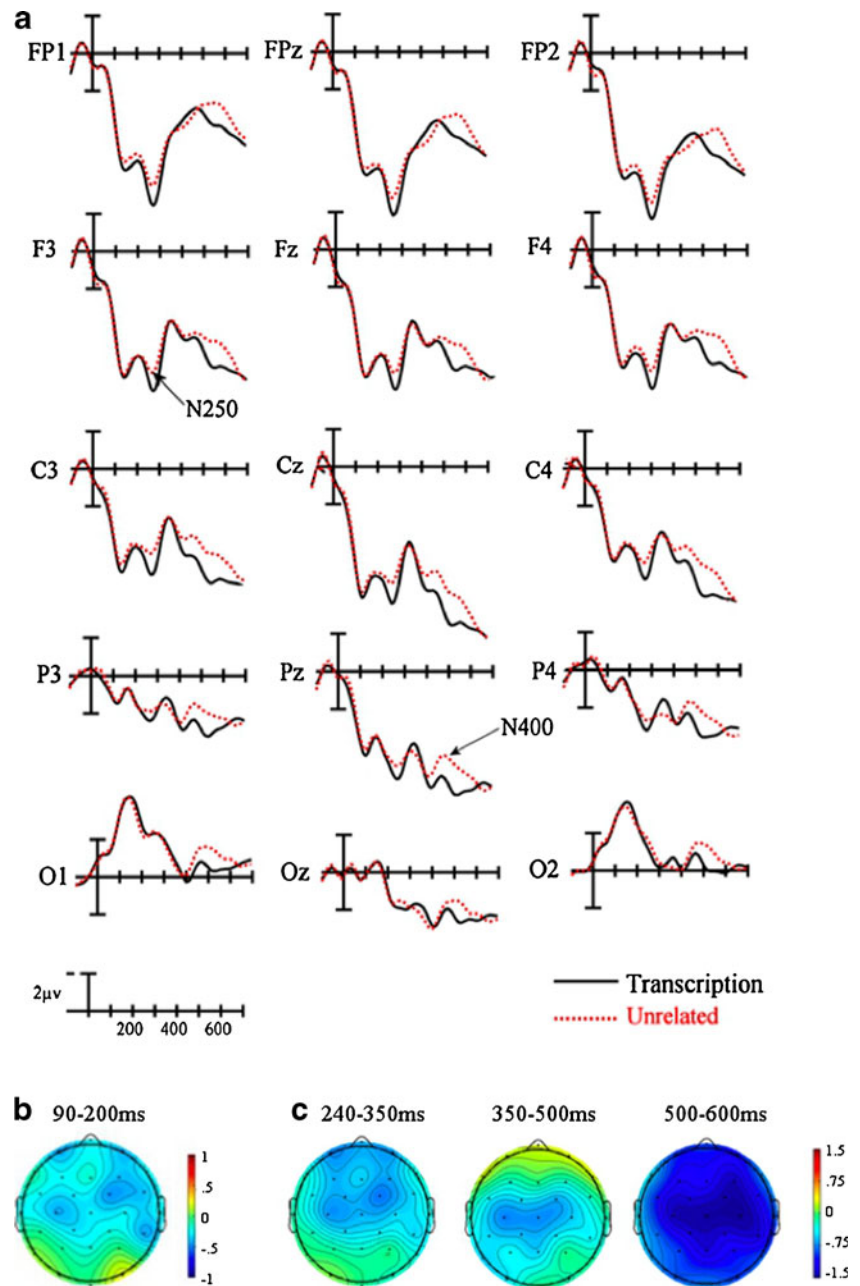 a
FP1 FPz FP2
F3 Fz F4
N250
C3 Cz C4
P3 Pz P4
N400
O1 Oz O2
2μv
200 400 600
Transcription
Unrelated
b c
90-200ms 240-350ms 350-500ms 500-600ms
1 1.5
.5 .75
0 0
-.5 -.75
-1 -1.5